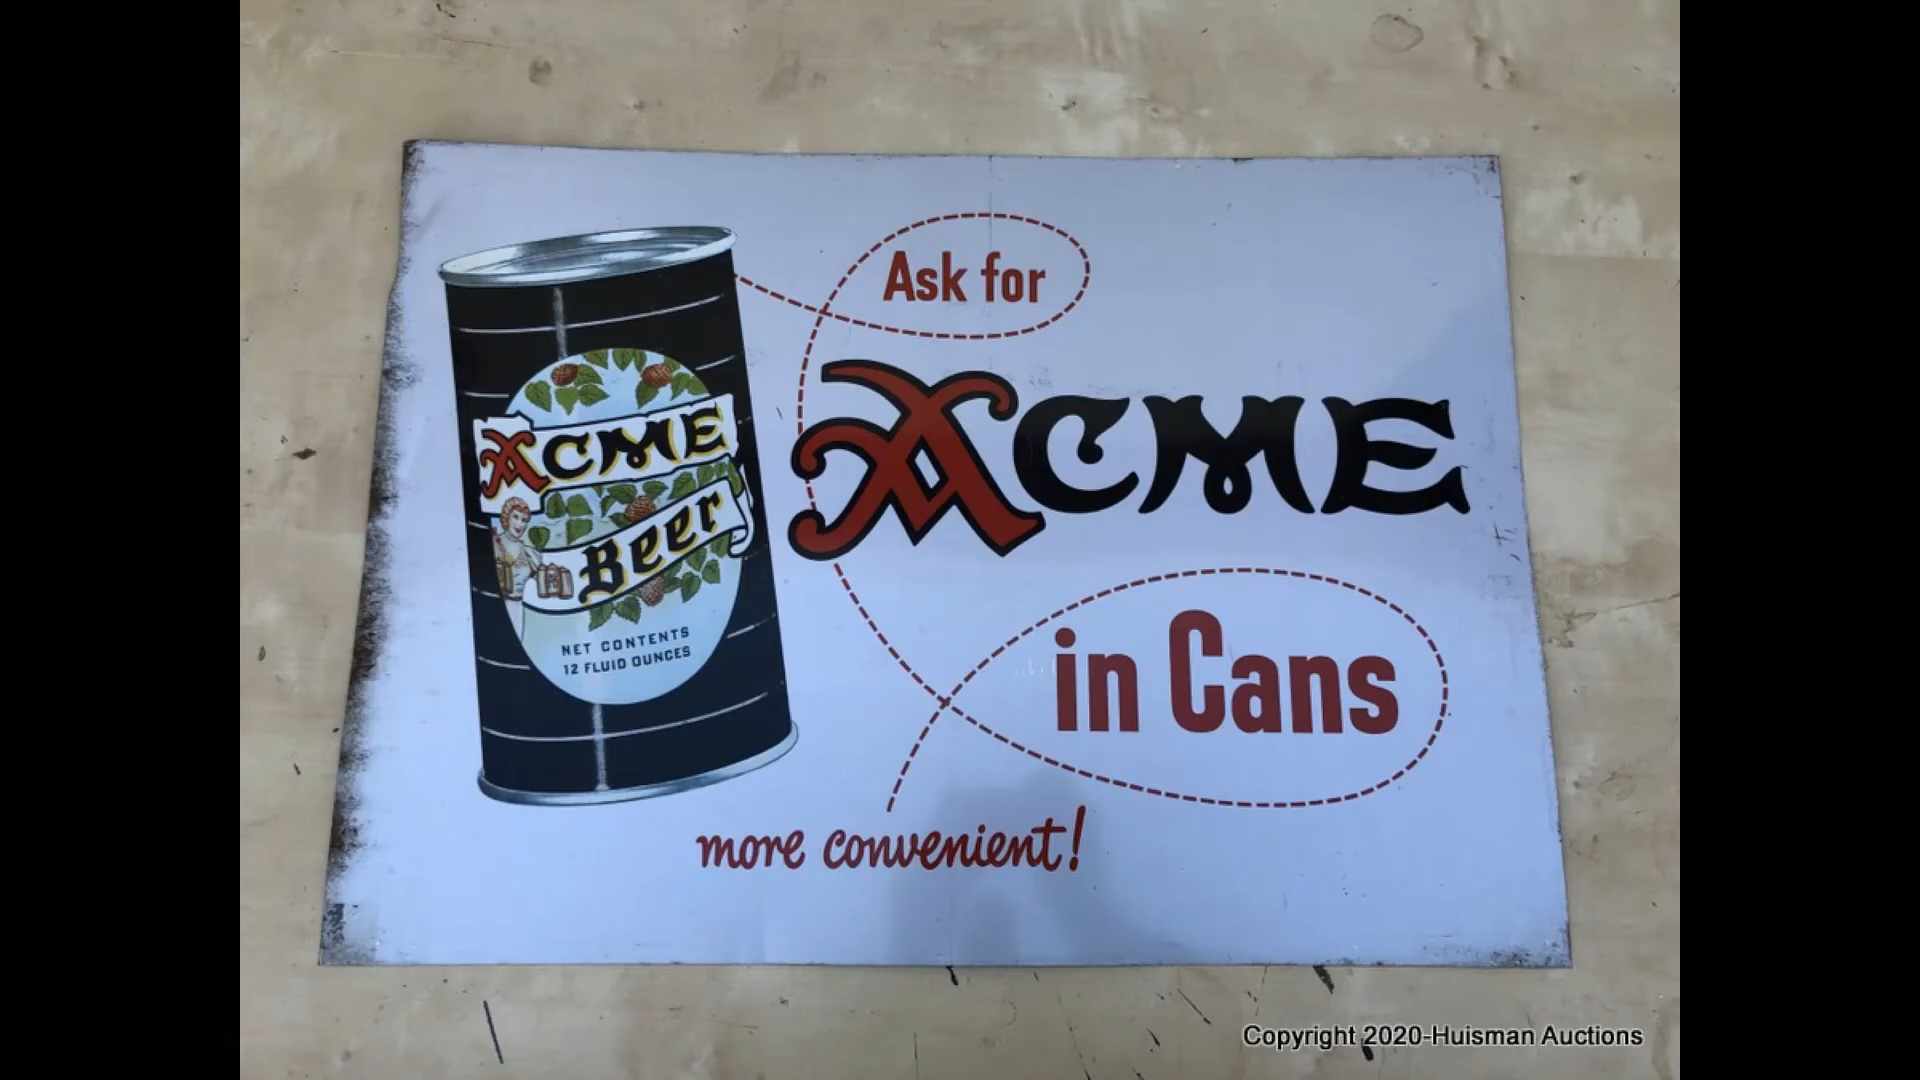 Ask for
ACME
in Cans
more convenient!
ACME
Beer
NET CONTENTS
12 FLUID OUNCES
Copyright 2020-Huisman Auctions